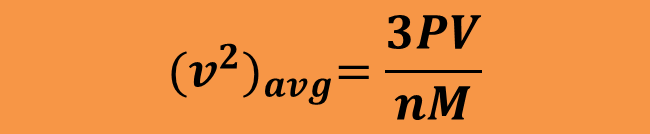 (v²)avg = 3PV / nM